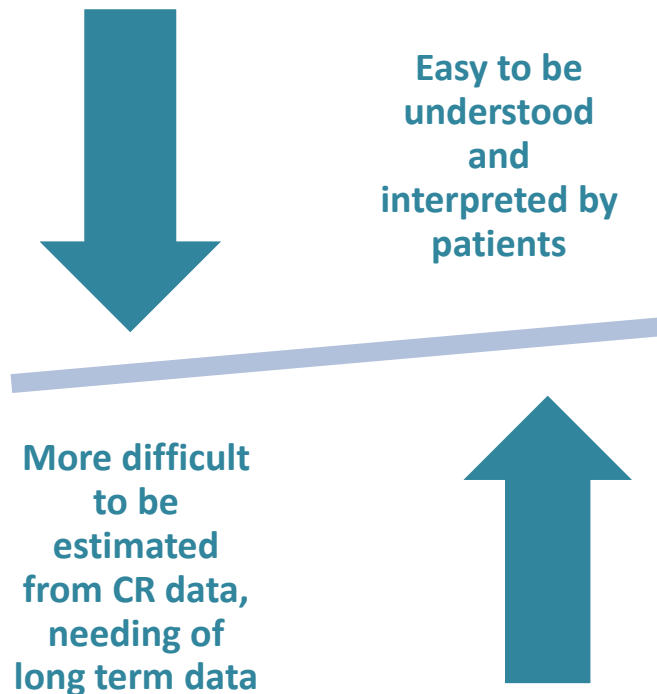 Easy to be
understood
and
interpreted by
patients
More difficult
to be
estimated
from CR data,
needing of
long term data